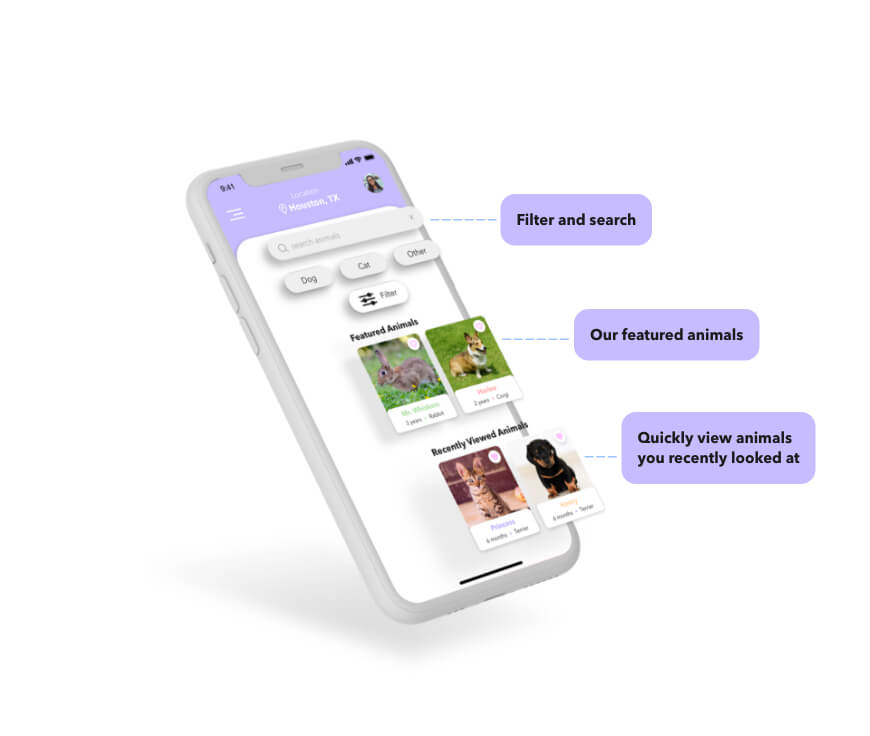 9:41
Location
Houston, TX
search animals
x
Dog
Cat
Other
Filter
Featured Animals
Mr. Whiskers
3 years • Rabbit
Harlee
2 years • Corgi
Recently Viewed Animals
Princess
6 months • Terrier
Henry
6 months • Terrier
Filter and search
Our featured animals
Quickly view animals
you recently looked at